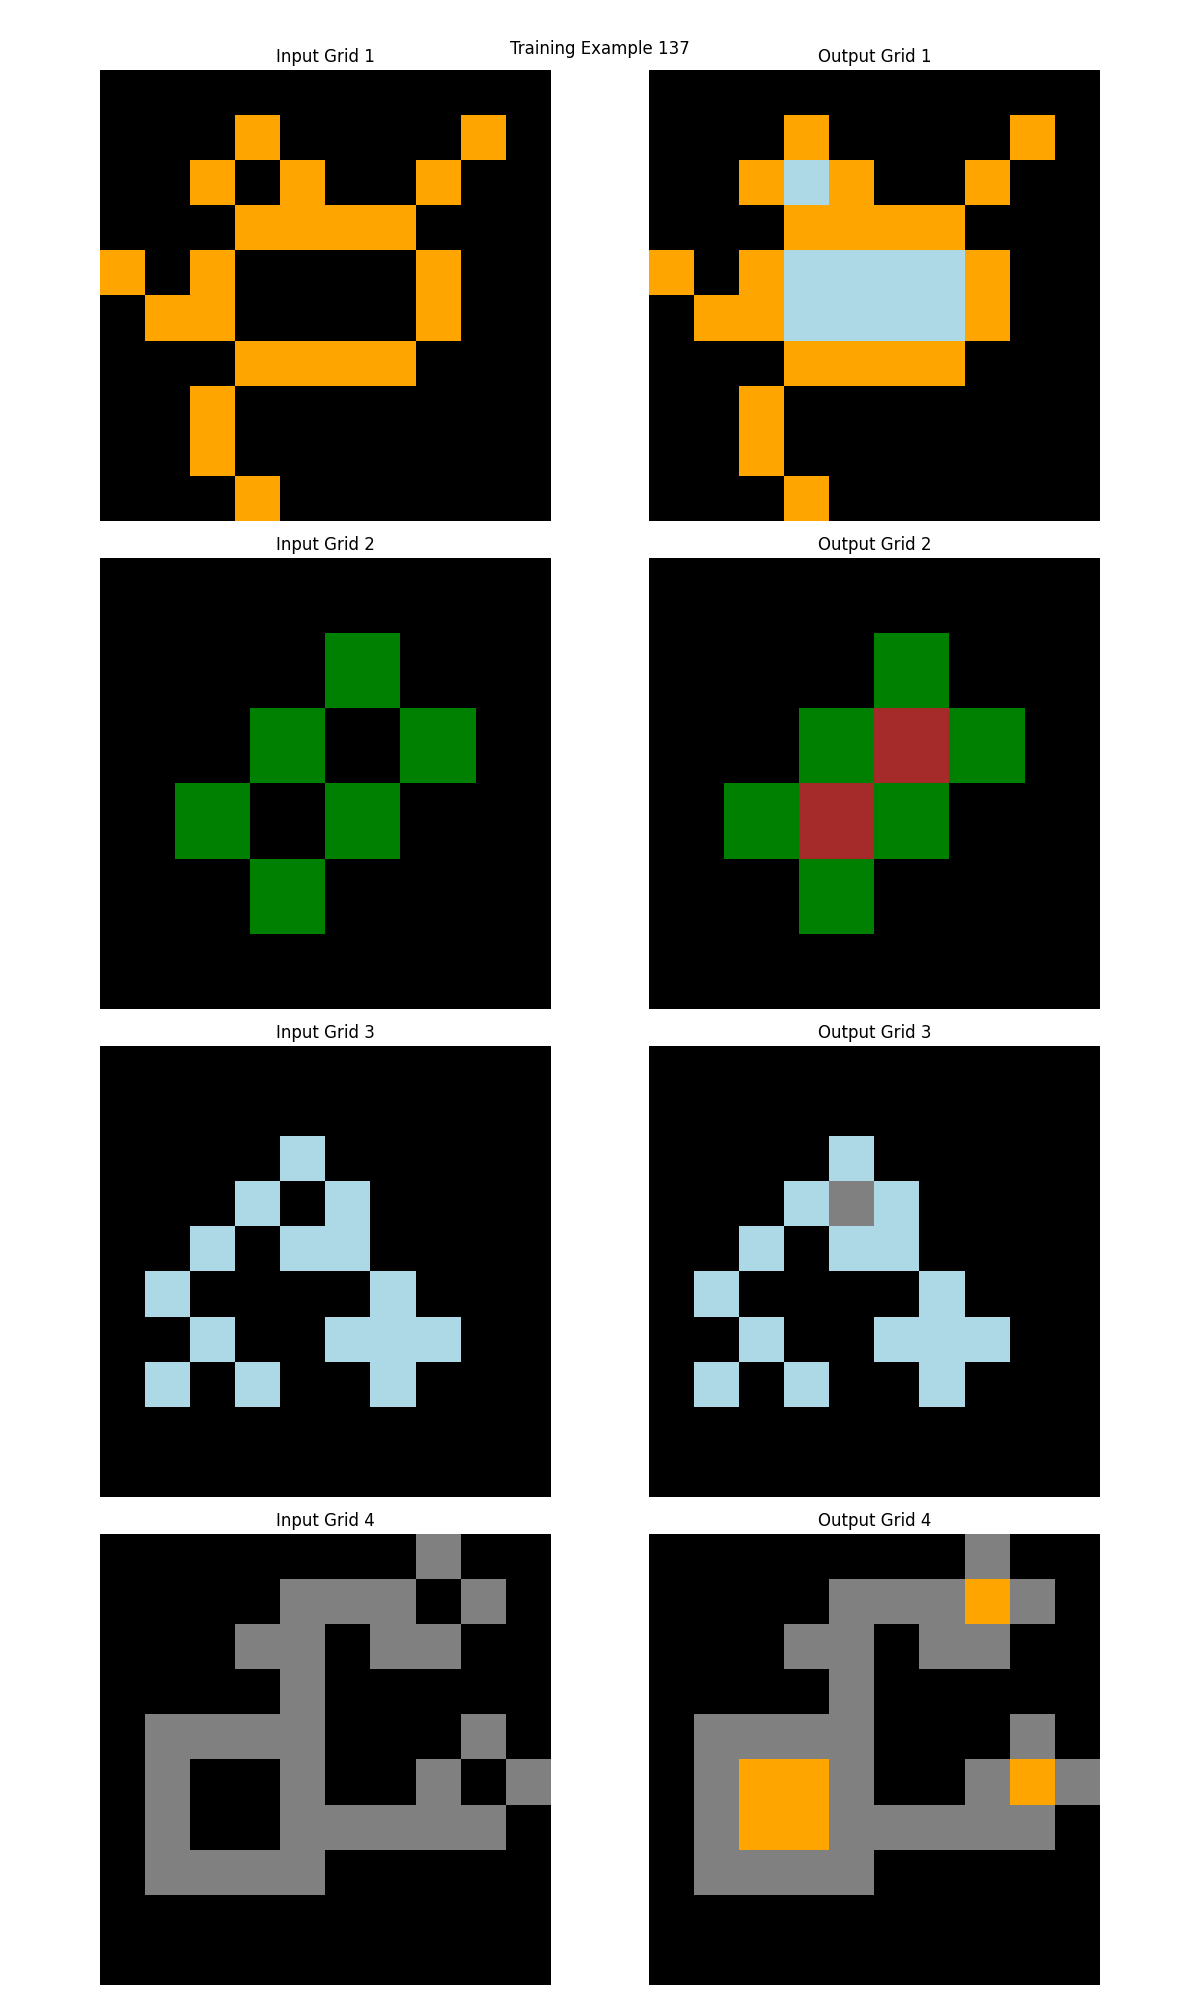 Training Example 137
Input Grid 1
Output Grid 1
Input Grid 2
Output Grid 2
Input Grid 3
Output Grid 3
Input Grid 4
Output Grid 4